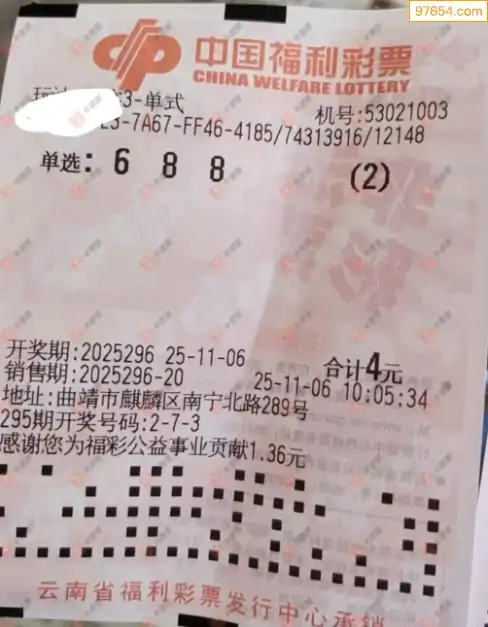 97654.com
中国福利彩票
CHINA WELFARE LOTTERY
3-单式
机号:53021003
-7A67-FF46-4185/74313916/12148
单选: 6 8 8 (2)
开奖期:2025296 25-11-06 合计4元
销售期:2025296-20 25-11-06 10:05:34
地址:曲靖市麒麟区南宁北路289号
295期开奖号码:2-7-3
感谢您为福彩公益事业贡献1.36元
云南省福利彩票发行中心承销